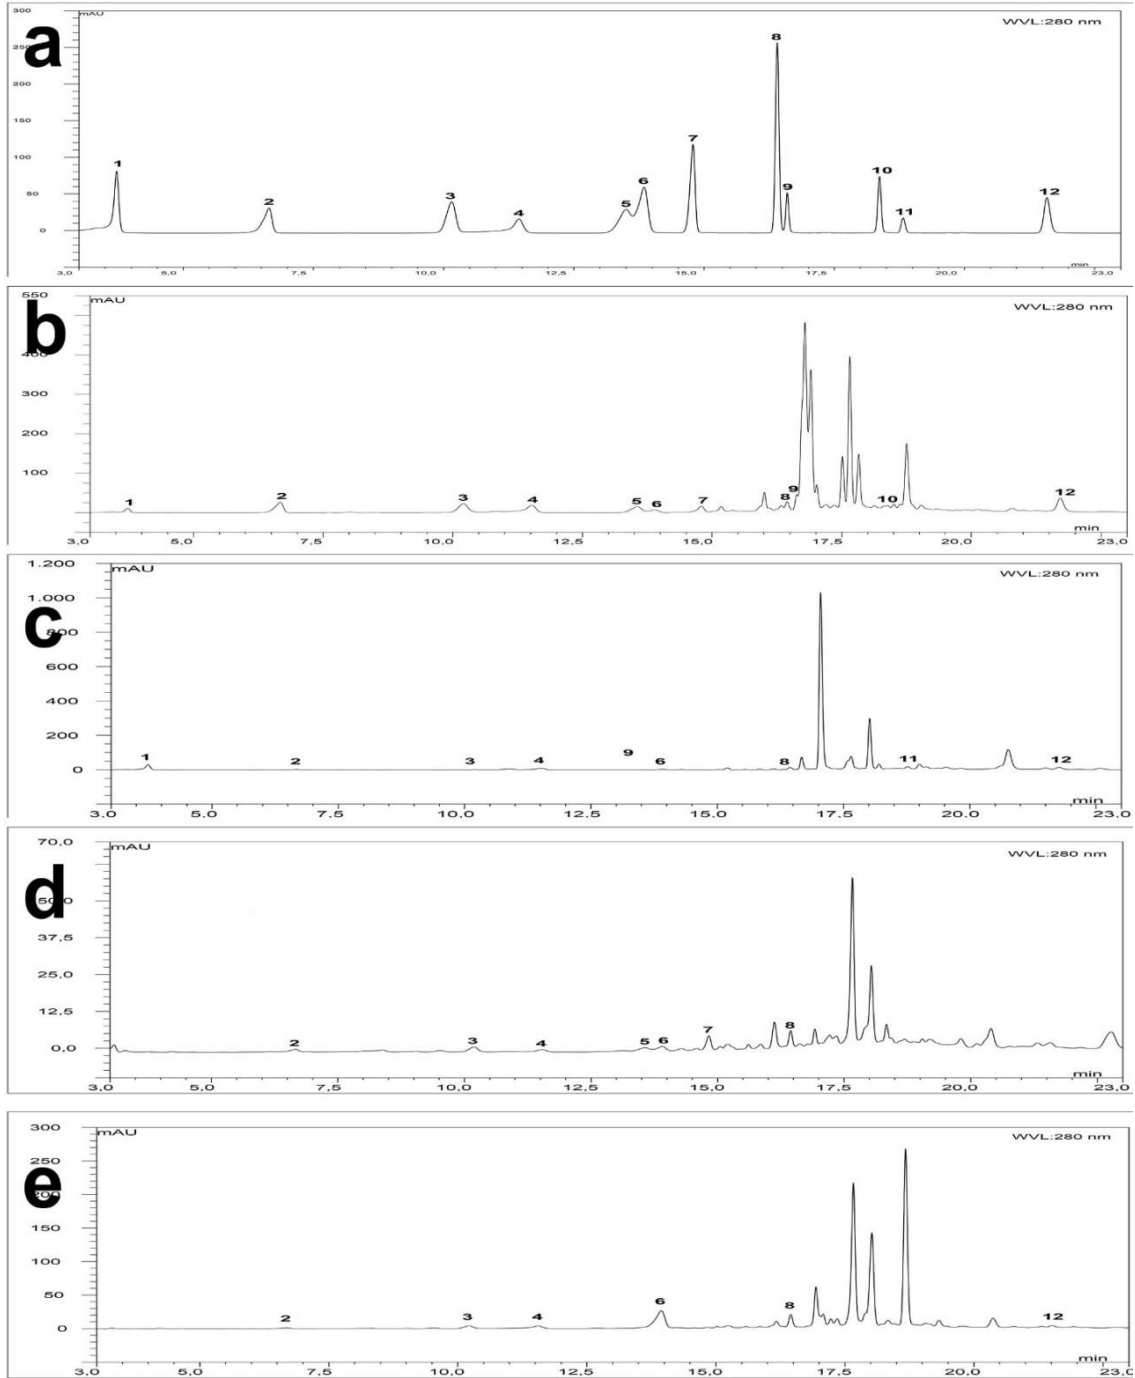 a
300
mAU
WVL:280 nm
250
200
150
100
50
0
1 2 3 4 5 6 7 8 9 10 11 12
min
3,0 5,0 7,5 10,0 12,5 15,0 17,5 20,0 23,0
b
550
mAU
WVL:280 nm
400
300
200
100
1 2 3 4 5 6 7 8 9 10 12
min
3,0 5,0 7,5 10,0 12,5 15,0 17,5 20,0 23,0
c
1.200
mAU
WVL:280 nm
1.000
800
600
400
200
0
1 2 3 4 9 6 8 11 12
min
3,0 5,0 7,5 10,0 12,5 15,0 17,5 20,0 23,0
d
70,0
mAU
WVL:280 nm
50,0
37,5
25,0
12,5
0,0
2 3 4 5 6 7 8
min
3,0 5,0 7,5 10,0 12,5 15,0 17,5 20,0 23,0
e
300
mAU
WVL:280 nm
250
200
150
100
50
0
2 3 4 6 8 12
min
3,0 5,0 7,5 10,0 12,5 15,0 17,5 20,0 23,0